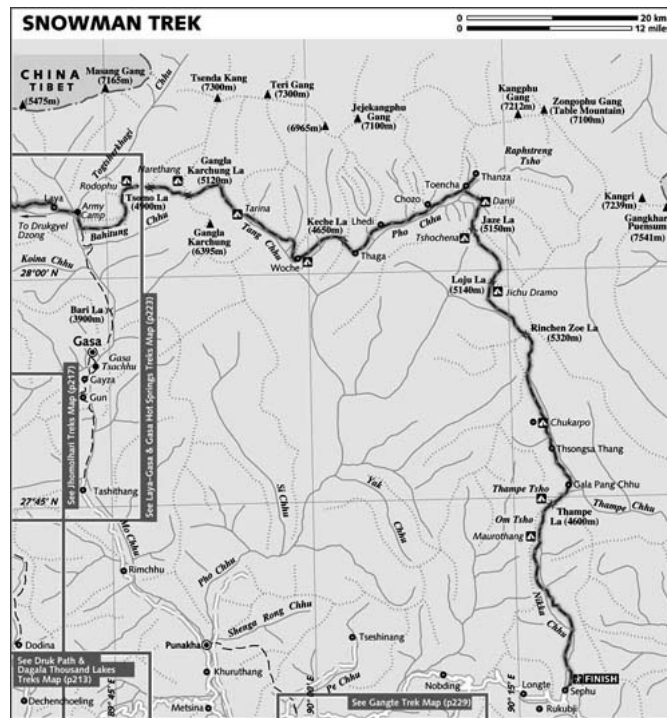 SNOWMAN TREK
0 20 km
0 12 miles
CHINA
TIBET
(5475m)
Masang Gang
(7165m)
Chhu
Togtserkhagi
Tsenda Kang
(7300m)
Teri Gang
(7300m)
(6965m)
Jejekangphu
Gang
(7100m)
Kangphu
Gang
(7212m)
Zongophu Gang
(Table Mountain)
(7100m)
Raphstreng
Tsho
Kangri
(7239m)
Gangkhar
Puensum
(7541m)
Narethang
Rodophu
Gangla
Karchung La
(5120m)
Laya
Army
Camp
Tsomo La
(4900m)
To Drukgyel
Dzong
Bahitung
Chhu
Tarina
Tang Chhu
Gangla
Karchung
(6395m)
Keche La
(4650m)
Woche
Lhedi
Thaga
Chozo
Pho Chhu
Toencha
Thanza
Danji
Jaze La
(5150m)
Tshochena
Koina Chhu
28°00' N
Loju La
(5140m)
Jichu Dramo
Bari La
(3900m)
Rinchen Zoe La
(5320m)
Gasa
Gasa
Tsachhu
Gayza
Gun
See Jhomolhari Treks Map (p217)
See Laya-Gasa & Gasa Hot Springs Treks Map (p223)
Chukarpo
Thsongsa Thang
Tashithang
27°45' N
Si Chhu
Yak
Chhu
Thampe Tsho
Gala Pang Chhu
Thampe Chhu
Thampe
La (4600m)
Om Tsho
Maurothang
Mo Chhu
Rimchhu
Pho Chhu
Shenga Rong Chhu
Nikka Chhu
Dodina
Punakha
Tseshinang
See Druk Path &
Dagala Thousand Lakes
Treks Map (p213)
Khuruthang
Pe Chhu
FINISH
Nobding
Longte
Sephu
Dechencholing
89°45' E
Metsina
90°00' E
See Gangte Trek Map (p229)
90°15' E
Rukubji